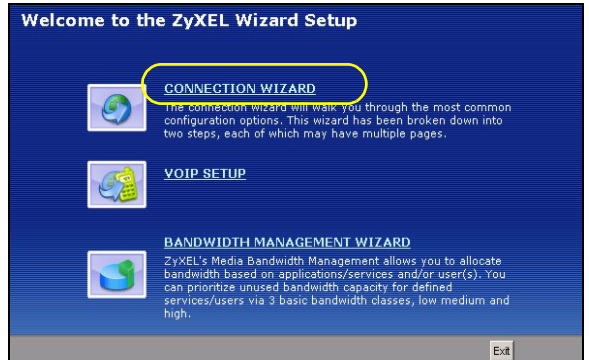 Welcome to the ZyXEL Wizard Setup
CONNECTION WIZARD
The connection wizard will walk you through the most common
configuration options. This wizard has been broken down into
two steps, each of which may have multiple pages.
VOIP SETUP
BANDWIDTH MANAGEMENT WIZARD
ZyXEL's Media Bandwidth Management allows you to allocate
bandwidth based on applications/services and/or user(s). You
can prioritize unused bandwidth capacity for defined
services/users via 3 basic bandwidth classes, low medium and
high.
Exit